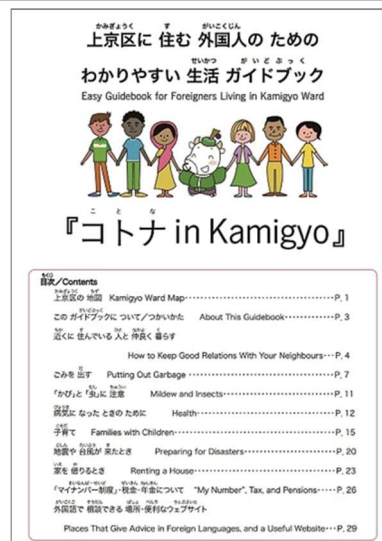 上京区に 住む 外国人の ための
わかりやすい 生活 ガイドブック
Easy Guidebook for Foreigners Living in Kamigyo Ward
『コトナ in Kamigyo』
目次/Contents
上京区の 地図 Kamigyo Ward Map P. 1
この ガイドブックに ついて/つかいかた About This Guidebook P. 3
近くに 住んでいる 人と 仲良く 暮らす
How to Keep Good Relations With Your Neighbours P. 4
ごみを 出す Putting Out Garbage P. 7
「かび」と 「虫」に 注意 Mildew and Insects P. 11
病気に なった ときの ために Health P. 12
子育て Families with Children P. 15
地震や 台風が 来たとき Preparing for Disasters P. 20
家を 借りるとき Renting a House P. 23
「マイナンバー制度」・税金・年金について "My Number", Tax, and Pensions P. 26
外国語で 相談できる 場所・便利なウェブサイト
Places That Give Advice in Foreign Languages, and a Useful Website P. 29